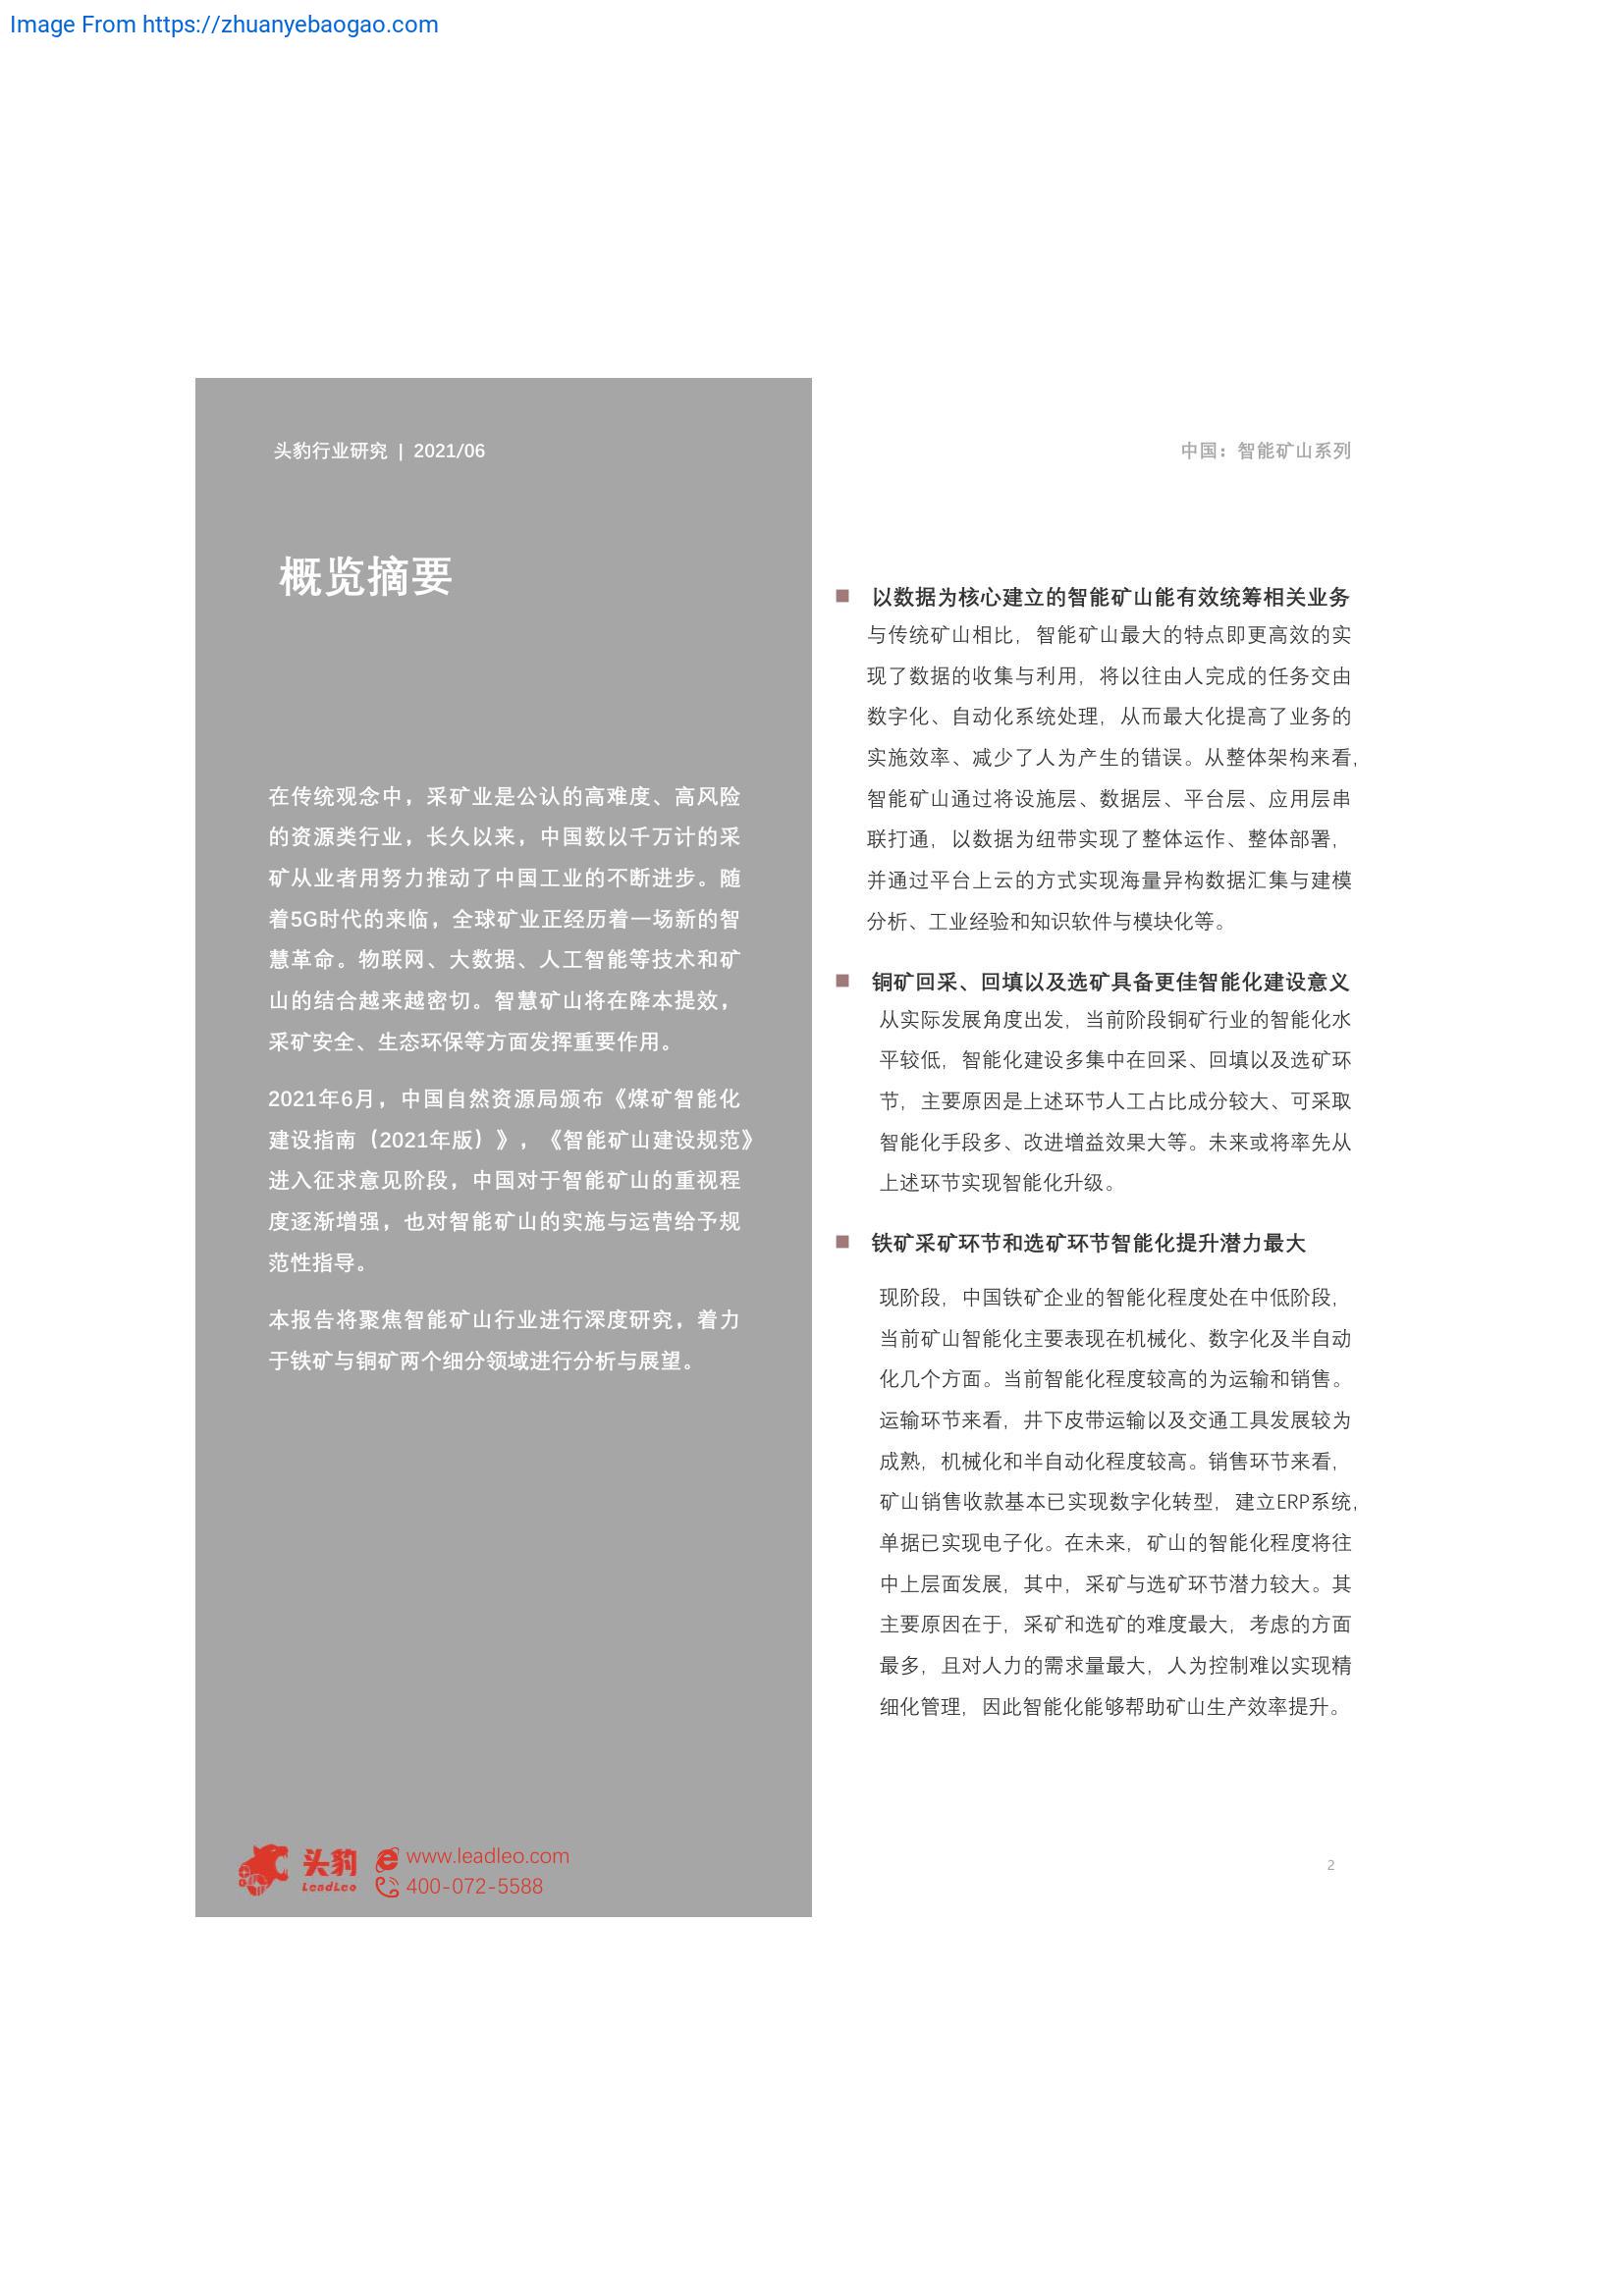 Image From https://zhuanyebaogao.com
头豹行业研究 | 2021/06
中国：智能矿山系列
概览摘要
在传统观念中，采矿业是公认的高难度、高风险
的资源类行业，长久以来，中国数以千万计的采
矿从业者用努力推动了中国工业的不断进步。随
着5G时代的来临，全球矿业正经历着一场新的智
慧革命。物联网、大数据、人工智能等技术和矿
山的结合越来越密切。智慧矿山将在降本提效，
采矿安全、生态环保等方面发挥重要作用。
2021年6月，中国自然资源局颁布《煤矿智能化
建设指南（2021年版）》，《智能矿山建设规范》
进入征求意见阶段，中国对于智能矿山的重视程
度逐渐增强，也对智能矿山的实施与运营给予规
范性指导。
本报告将聚焦智能矿山行业进行深度研究，着力
于铁矿与铜矿两个细分领域进行分析与展望。
■ 以数据为核心建立的智能矿山能有效统筹相关业务
与传统矿山相比，智能矿山最大的特点即更高效的实
现了数据的收集与利用，将以往由人完成的任务交由
数字化、自动化系统处理，从而最大化提高了业务的
实施效率、减少了人为产生的错误。从整体架构来看，
智能矿山通过将设施层、数据层、平台层、应用层串
联打通，以数据为纽带实现了整体运作、整体部署，
并通过平台上云的方式实现海量异构数据汇集与建模
分析、工业经验和知识软件与模块化等。
■ 铜矿回采、回填以及选矿具备更佳智能化建设意义
从实际发展角度出发，当前阶段铜矿行业的智能化水
平较低，智能化建设多集中在回采、回填以及选矿环
节，主要原因是上述环节人工占比成分较大、可采取
智能化手段多、改进增益效果大等。未来或将率先从
上述环节实现智能化升级。
■ 铁矿采矿环节和选矿环节智能化提升潜力最大
现阶段，中国铁矿企业的智能化程度处在中低阶段，
当前矿山智能化主要表现在机械化、数字化及半自动
化几个方面。当前智能化程度较高的为运输和销售。
运输环节来看，井下皮带运输以及交通工具发展较为
成熟，机械化和半自动化程度较高。销售环节来看，
矿山销售收款基本已实现数字化转型，建立ERP系统，
单据已实现电子化。在未来，矿山的智能化程度将往
中上层面发展，其中，采矿与选矿环节潜力较大。其
主要原因在于，采矿和选矿的难度最大，考虑的方面
最多，且对人力的需求量最大，人为控制难以实现精
细化管理，因此智能化能够帮助矿山生产效率提升。
头豹
LeadLeo
www.leadleo.com
400-072-5588
2